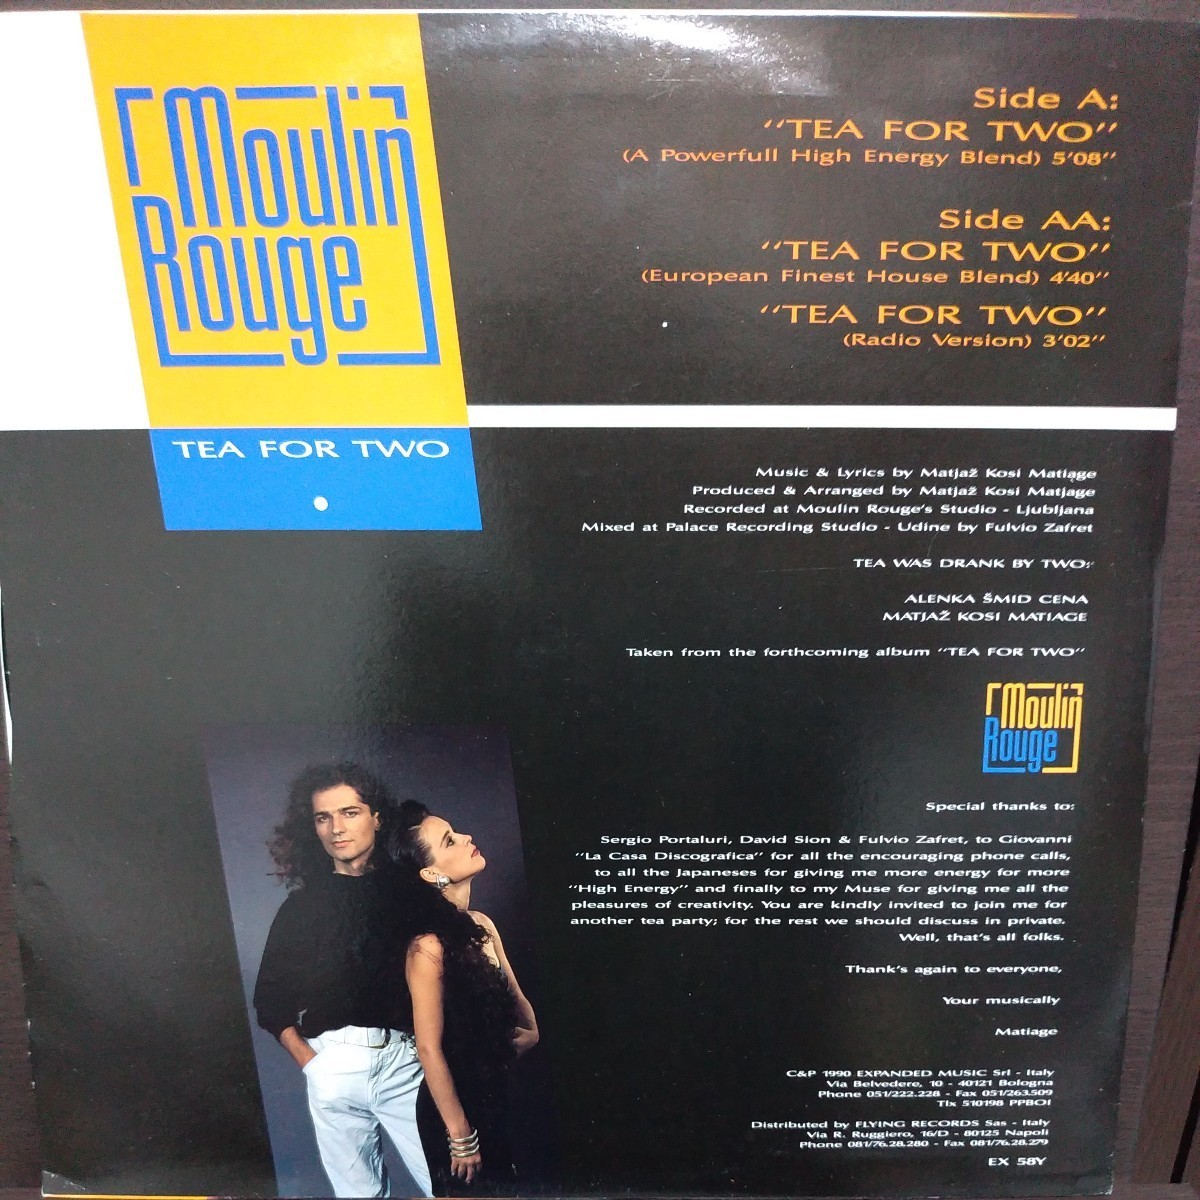 Moulin
Rouge
TEA FOR TWO
Side A:
"TEA FOR TWO"
(A Powerfull High Energy Blend) 5'08"
Side AA:
"TEA FOR TWO"
(European Finest House Blend) 4'40"
"TEA FOR TWO"
(Radio Version) 3'02"
Music & Lyrics by Matjaž Kosi Matiage
Produced & Arranged by Matjaž Kosi Matjage
Recorded at Moulin Rouge's Studio - Ljubljana
Mixed at Palace Recording Studio - Udine by Fulvio Zafret
TEA WAS DRANK BY TWO:
ALENKA ŠMID CENA
MATJAŽ KOSI MATIAGE
Taken from the forthcoming album "TEA FOR TWO"
Moulin
Rouge
Special thanks to:
Sergio Portaluri, David Sion & Fulvio Zafret, to Giovanni
"La Casa Discografica" for all the encouraging phone calls,
to all the Japaneses for giving me more energy for more
"High Energy" and finally to my Muse for giving me all the
pleasures of creativity. You are kindly invited to join me for
another tea party; for the rest we should discuss in private.
Well, that's all folks.
Thank's again to everyone,
Your musically
Matiage
C&P 1990 EXPANDED MUSIC Srl - Italy
Via Belvedere, 10 - 40121 Bologna
Phone 051/222.228 - Fax 051/263.509
Tlx 510198 PPBOI
Distributed by FLYING RECORDS Sas - Italy
Via R. Ruggiero, 16/D - 80125 Napoli
Phone 081/76.28.280 - Fax 081/76.28.279
EX 58Y